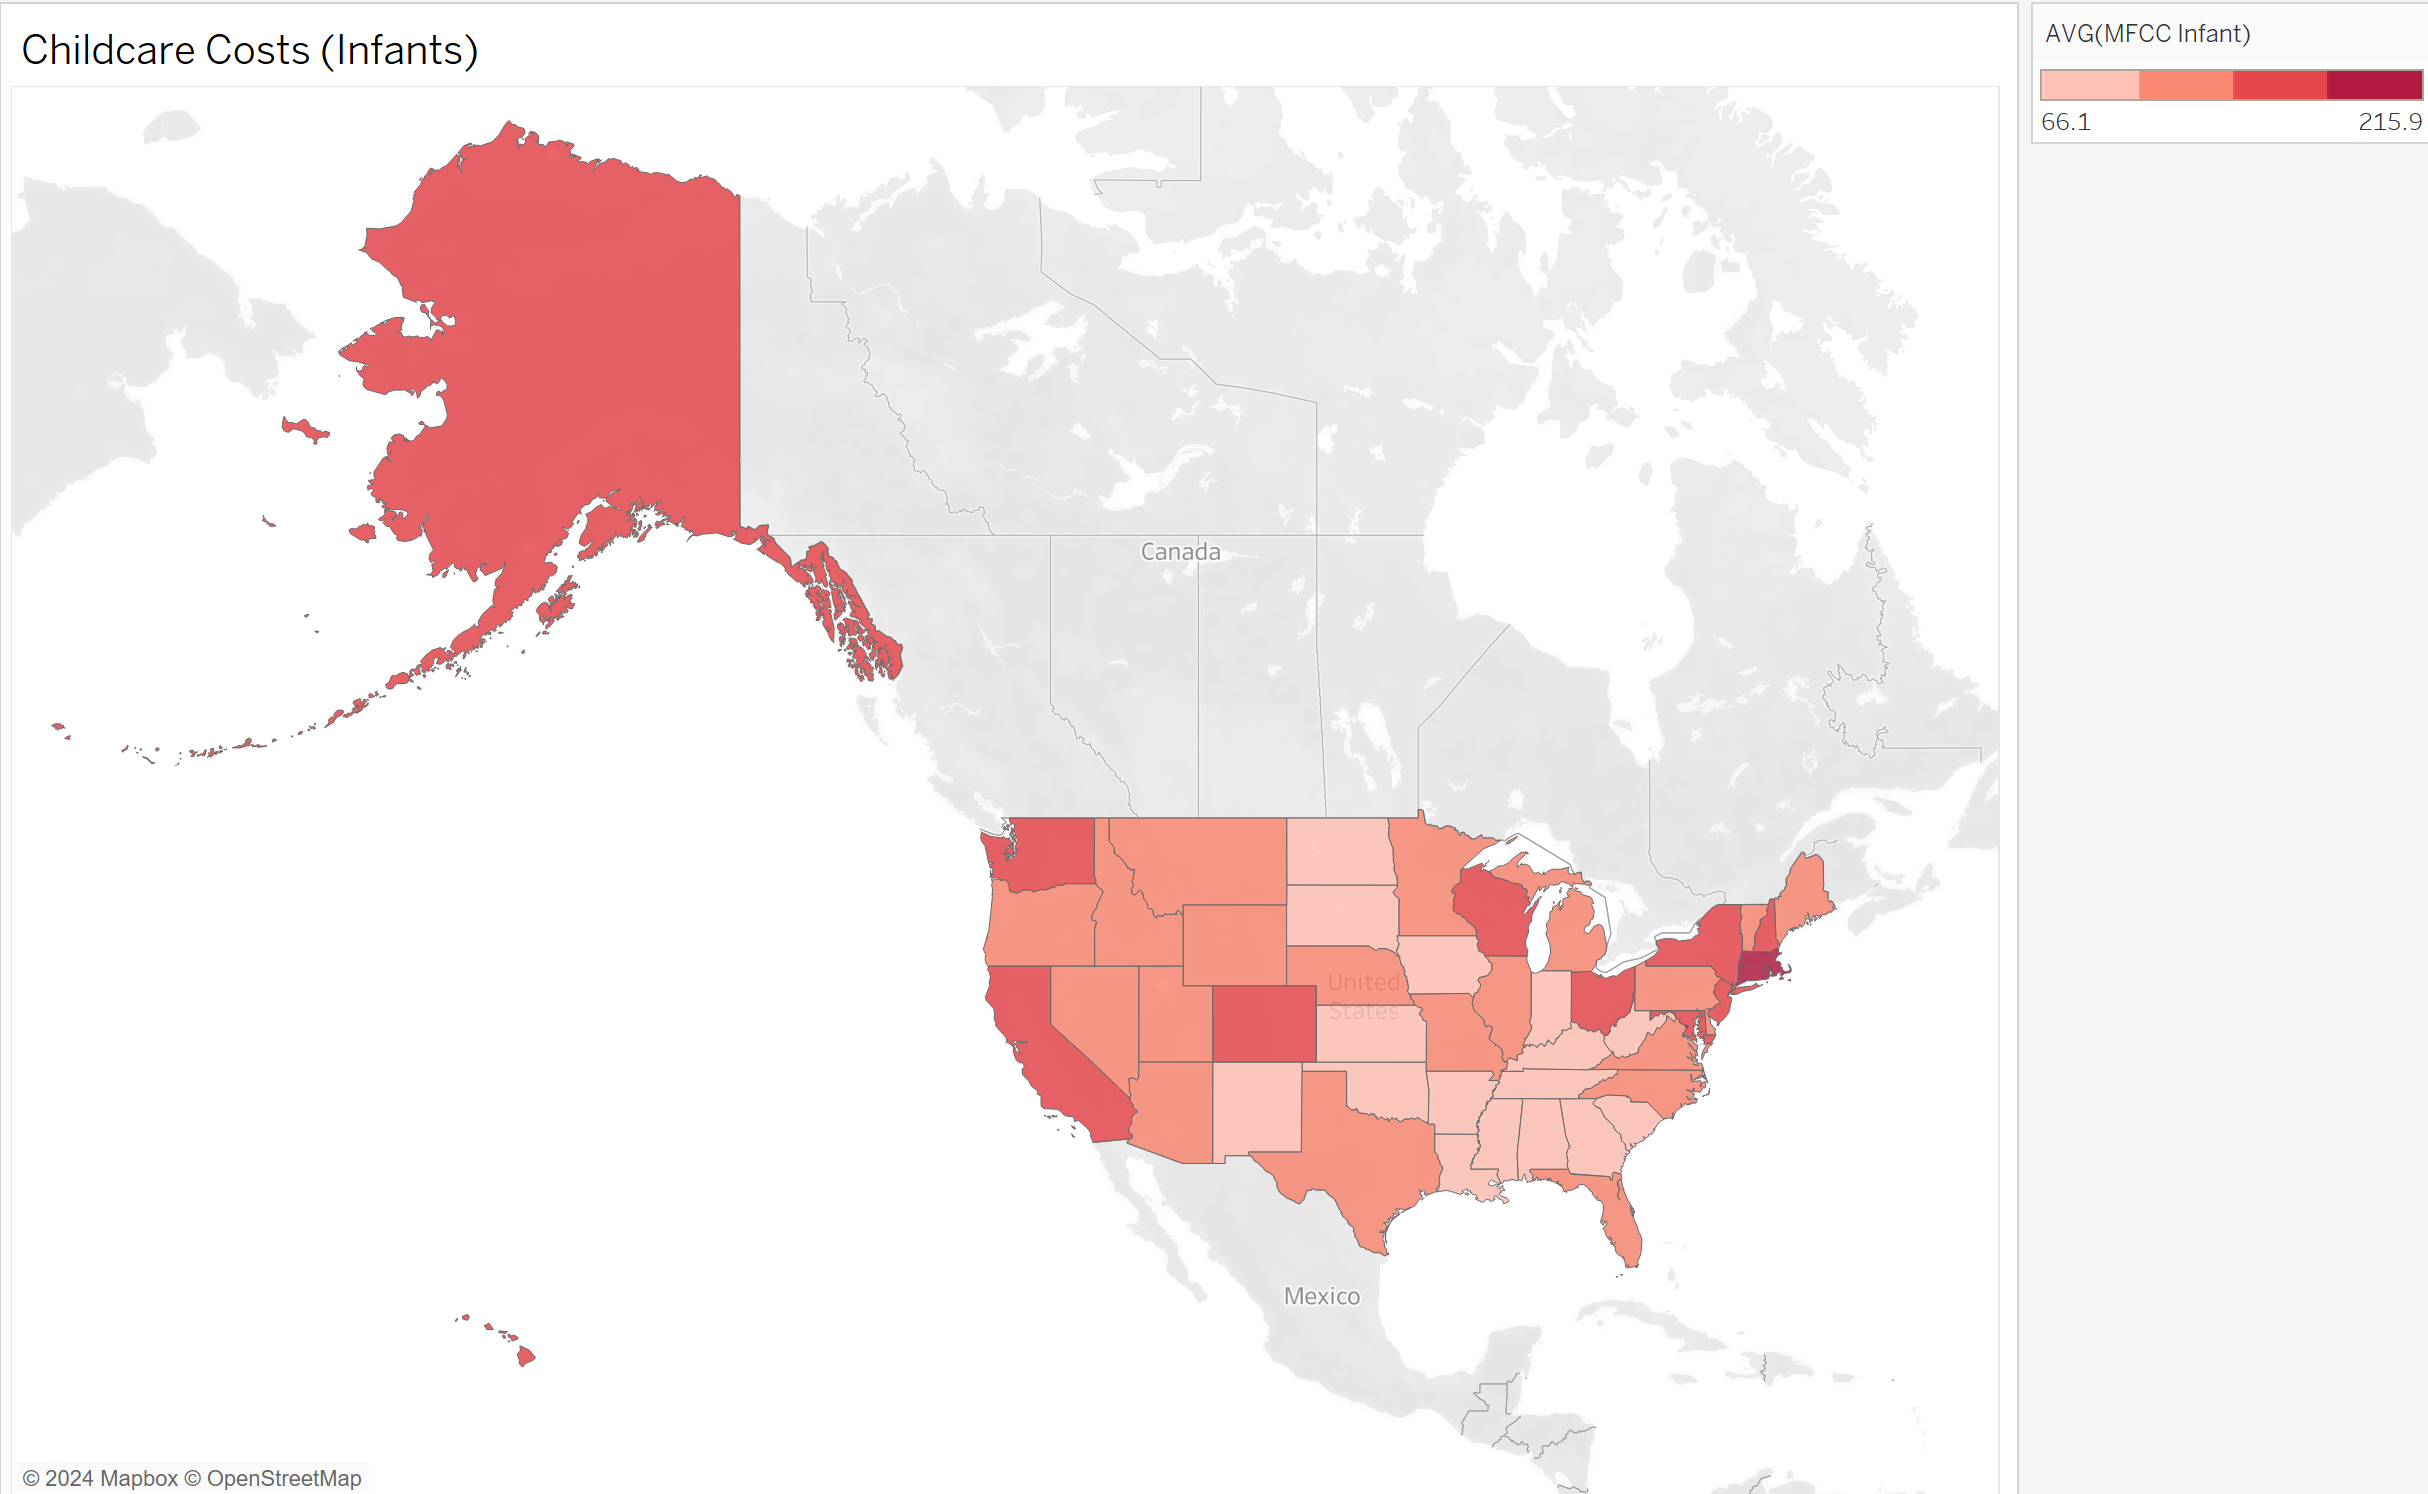 Childcare Costs (Infants)
AVG(MFCC Infant)
66.1 215.9
Canada
United
States
Mexico
© 2024 Mapbox © OpenStreetMap